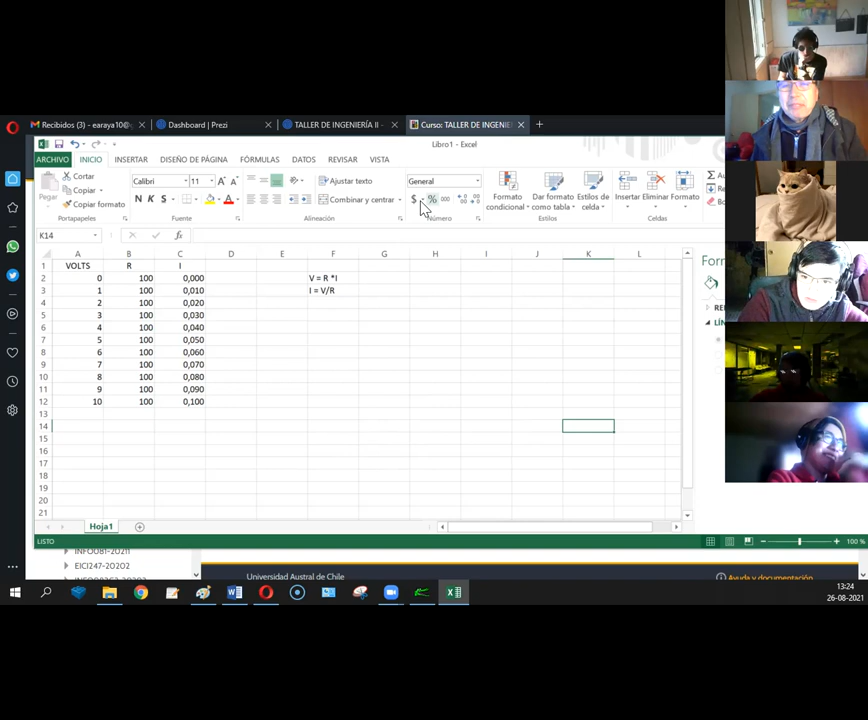 Recibidos (3) - earaya10@g
Dashboard | Prezi
TALLER DE INGENIERÍA II -
Curso: TALLER DE INGENIE
Libro1 - Excel
ARCHIVO INICIO INSERTAR DISEÑO DE PÁGINA FÓRMULAS DATOS REVISAR VISTA
Pegar
Cortar
Copiar
Copiar formato
Portapapeles
Calibri 11
N K S
Fuente
Ajustar texto
Combinar y centrar
Alineación
General
$ % 000
Número
Formato condicional
Dar formato como tabla
Estilos de celda
Estilos
Insertar Eliminar Formato
Celdas
K14
fx
A B C D E F G H I J K L
1 VOLTS R I
2 0 100 0,000 V = R *I
3 1 100 0,010 I = V/R
4 2 100 0,020
5 3 100 0,030
6 4 100 0,040
7 5 100 0,050
8 6 100 0,060
9 7 100 0,070
10 8 100 0,080
11 9 100 0,090
12 10 100 0,100
13
14
15
16
17
18
19
20
21
Hoja1
LISTO
100 %
INFO081-20211
EICI247-20202
Universidad Austral de Chile
Ayuda y documentación
13:24
26-08-2021